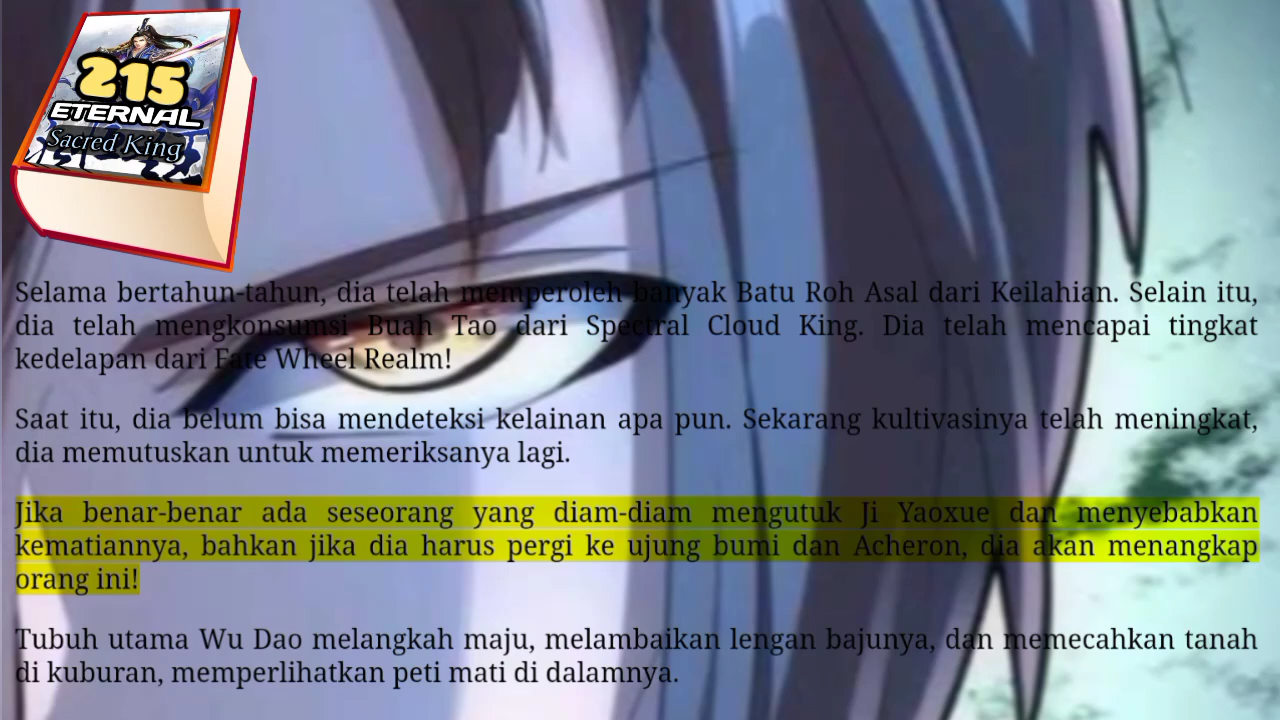 215
ETERNAL
Sacred King
Selama bertahun-tahun, dia telah memperoleh banyak Batu Roh Asal dari Keilahian. Selain itu,
dia telah mengkonsumsi Buah Tao dari Spectral Cloud King. Dia telah mencapai tingkat
kedelapan dari Fate Wheel Realm!
Saat itu, dia belum bisa mendeteksi kelainan apa pun. Sekarang kultivasinya telah meningkat,
dia memutuskan untuk memeriksanya lagi.
Jika benar-benar ada seseorang yang diam-diam mengutuk Ji Yaoxue dan menyebabkan
kematiannya, bahkan jika dia harus pergi ke ujung bumi dan Acheron, dia akan menangkap
orang ini!
Tubuh utama Wu Dao melangkah maju, melambaikan lengan bajunya, dan memecahkan tanah
di kuburan, memperlihatkan peti mati di dalamnya.